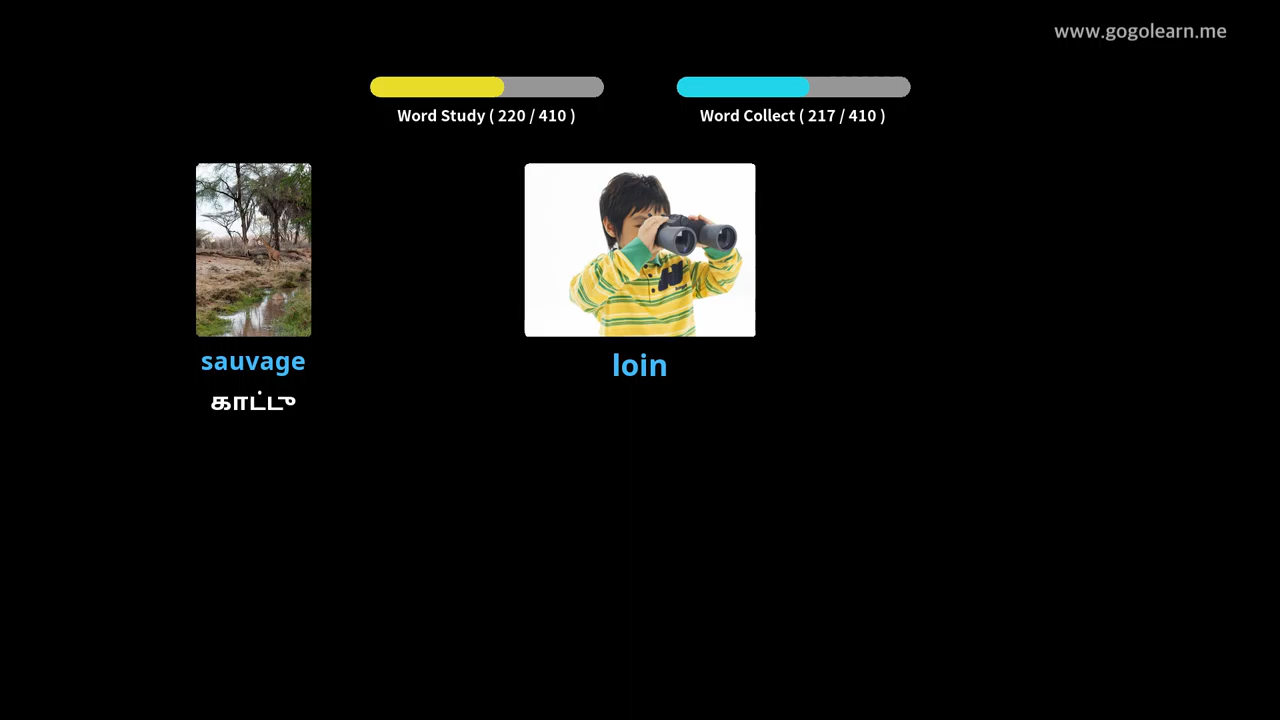 www.gogolearn.me
Word Study ( 220 / 410 )
Word Collect ( 217 / 410 )
sauvage
காட்டு
loin